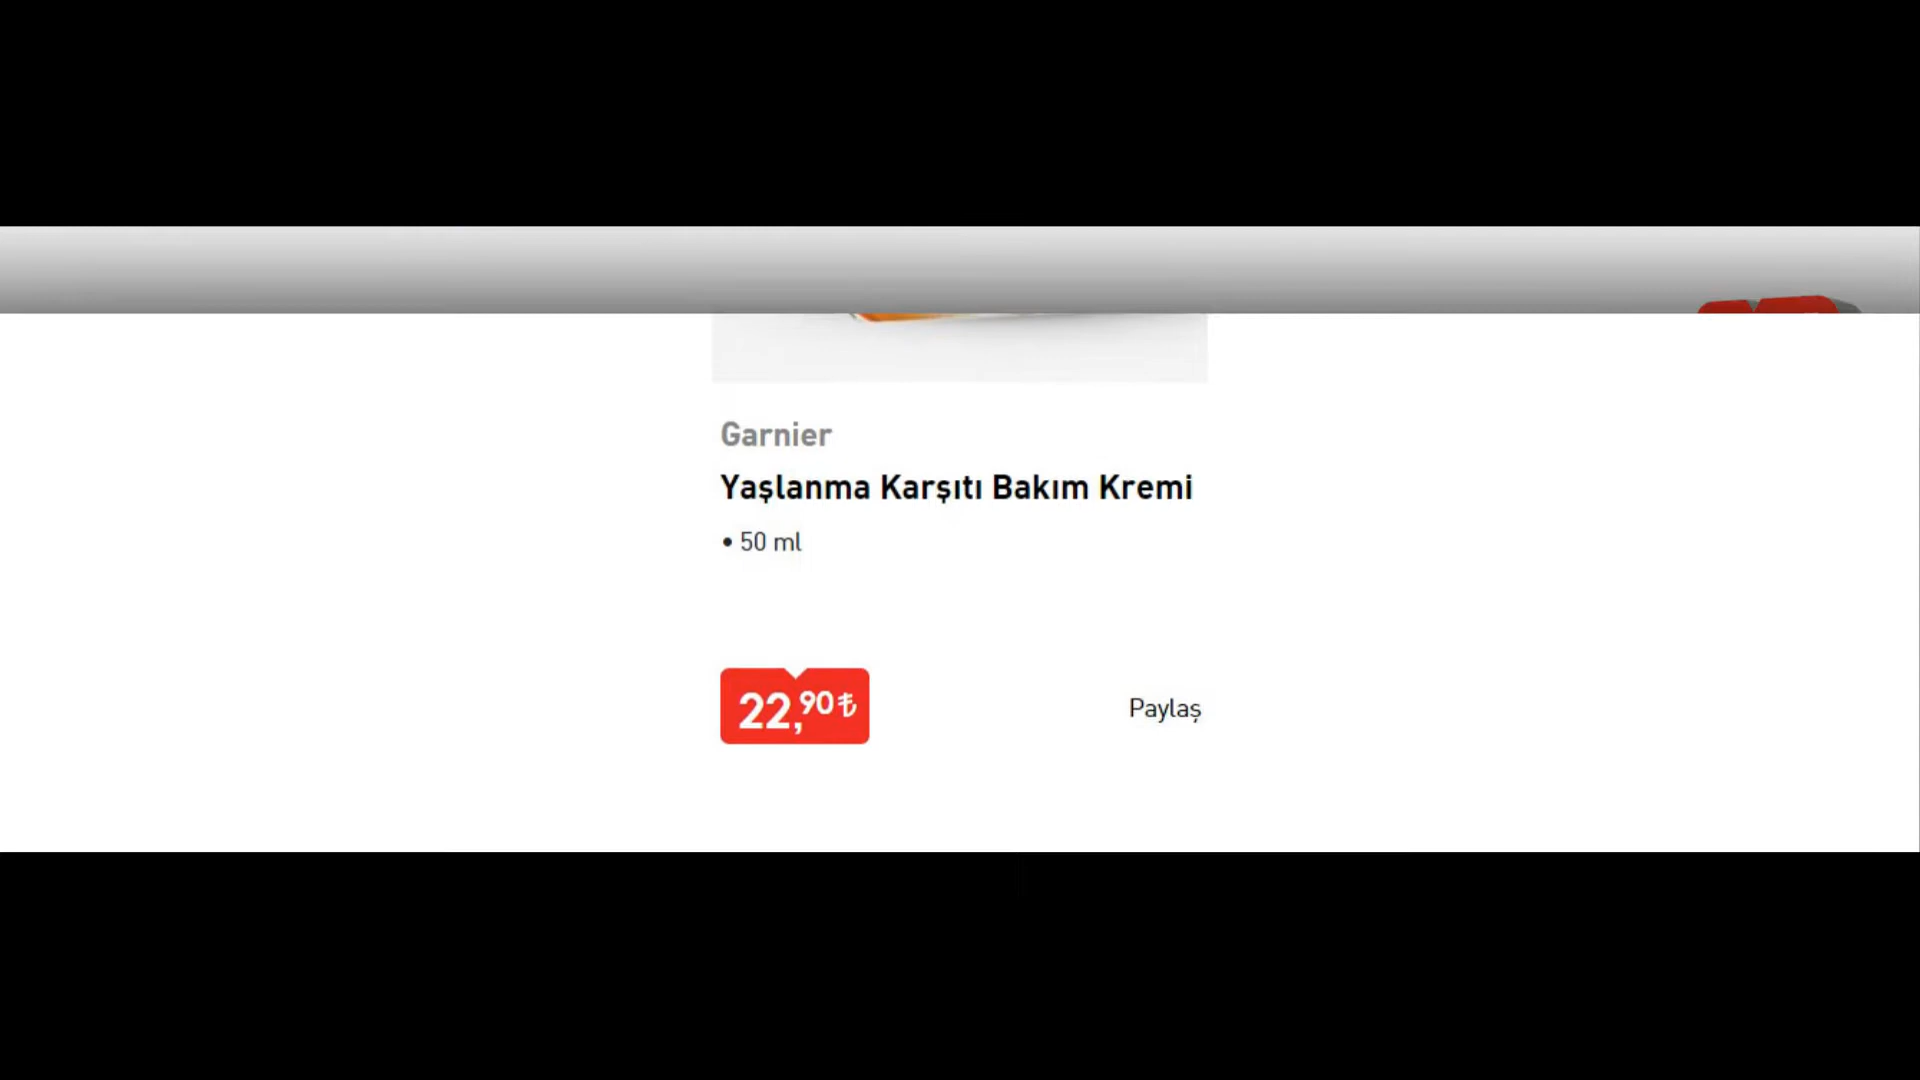 Garnier
Yaşlanma Karşıtı Bakım Kremi
• 50 ml
22,90₺
Paylaş